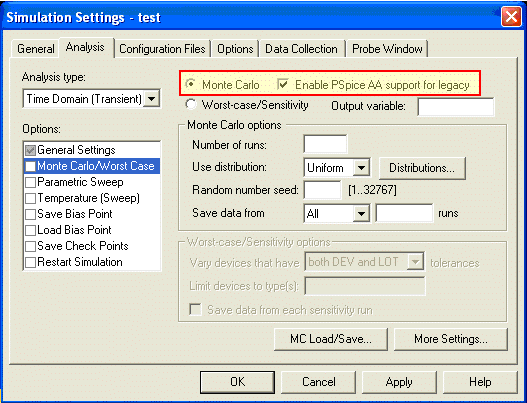 Simulation Settings - test
General Analysis Configuration Files Options Data Collection Probe Window
Analysis type:
Time Domain (Transient)
Options:
General Settings
Monte Carlo/Worst Case
Parametric Sweep
Temperature (Sweep)
Save Bias Point
Load Bias Point
Save Check Points
Restart Simulation
Monte Carlo Enable PSpice AA support for legacy
Worst-case/Sensitivity Output variable:
Monte Carlo options
Number of runs:
Use distribution: Uniform Distributions...
Random number seed: [1..32767]
Save data from All runs
Worst-case/Sensitivity options
Vary devices that have both DEV and LOT tolerances
Limit devices to type(s):
Save data from each sensitivity run
MC Load/Save... More Settings...
OK Cancel Apply Help